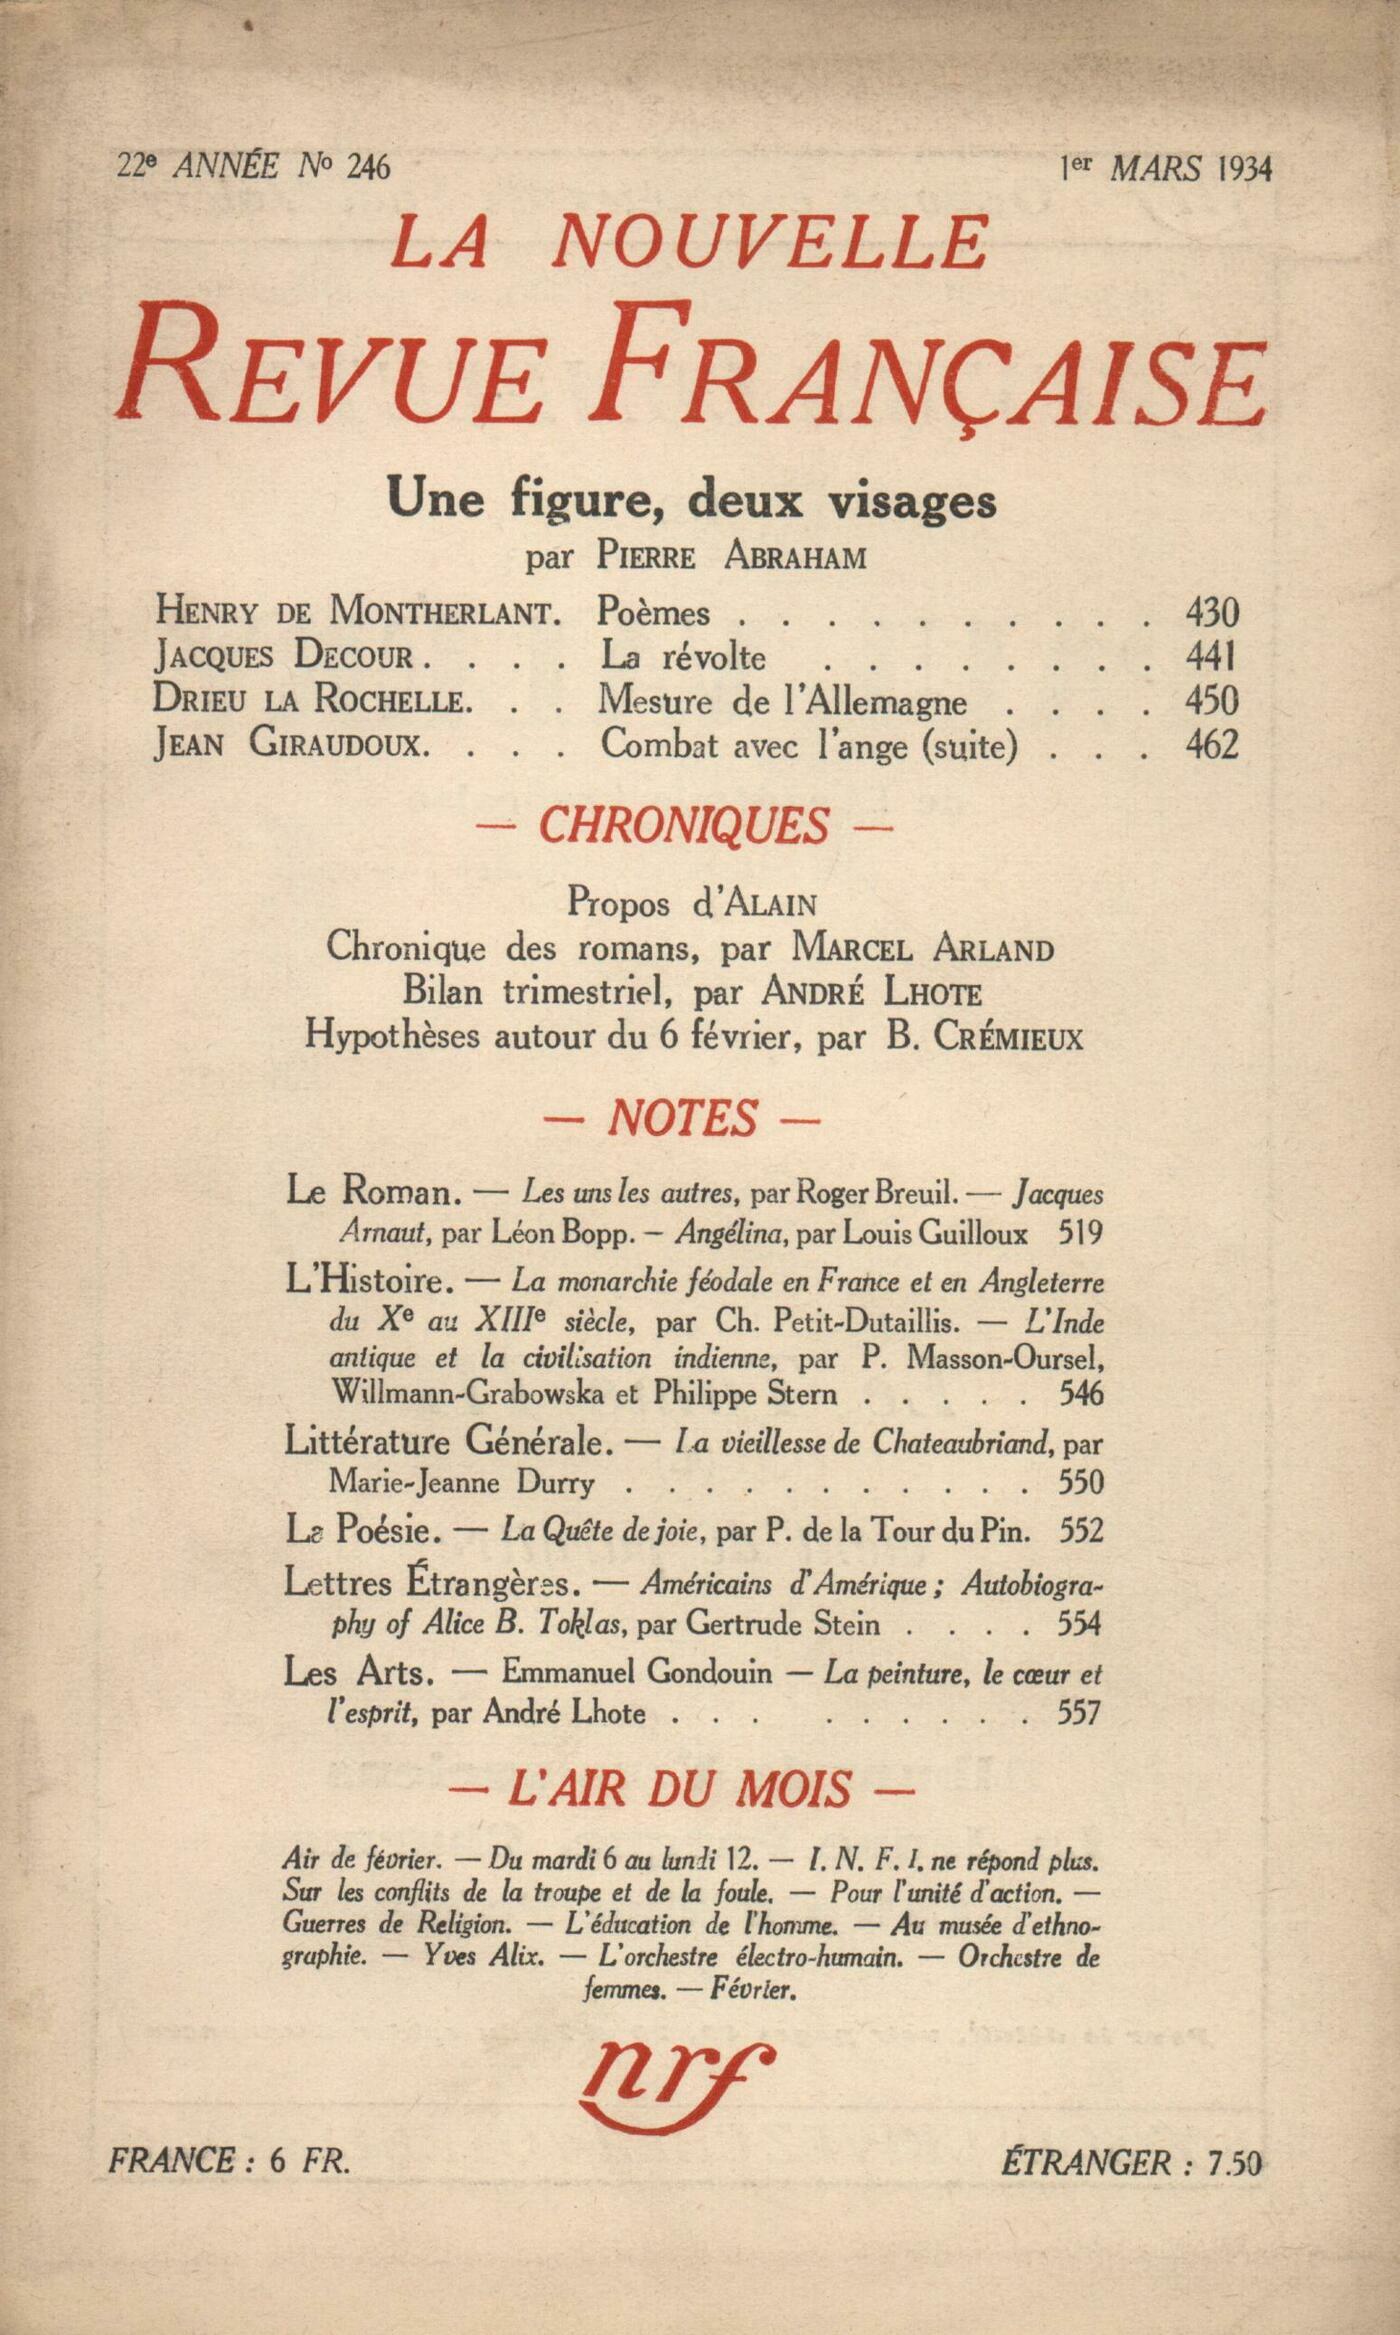 22e ANNÉE No 246
1er MARS 1934
LA NOUVELLE
REVUE FRANÇAISE
Une figure, deux visages
par PIERRE ABRAHAM
HENRY DE MONTHERLANT. Poèmes . . . . . . . . . . 430
JACQUES DECOUR. . . . . La révolte . . . . . . . . 441
DRIEU LA ROCHELLE. . . Mesure de l'Allemagne . . . . 450
JEAN GIRAUDOUX. . . . Combat avec l'ange (suite) . . . 462
— CHRONIQUES —
Propos d'ALAIN
Chronique des romans, par MARCEL ARLAND
Bilan trimestriel, par ANDRÉ LHOTE
Hypothèses autour du 6 février, par B. CRÉMIEUX
— NOTES —
Le Roman. — Les uns les autres, par Roger Breuil. — Jacques
Arnaut, par Léon Bopp. – Angélina, par Louis Guilloux 519
L'Histoire. — La monarchie féodale en France et en Angleterre
du Xe au XIIIe siècle, par Ch. Petit-Dutaillis. — L'Inde
antique et la civilisation indienne, par P. Masson-Oursel,
Willmann-Grabowska et Philippe Stern . . . . . 546
Littérature Générale. — La vieillesse de Chateaubriand, par
Marie-Jeanne Durry . . . . . . . . . . . 550
La Poésie. — La Quête de joie, par P. de la Tour du Pin. 552
Lettres Étrangères. — Américains d'Amérique ; Autobiogra-
phy of Alice B. Toklas, par Gertrude Stein . . . . 554
Les Arts. — Emmanuel Gondouin — La peinture, le cœur et
l'esprit, par André Lhote . . . . . . . . . 557
— L'AIR DU MOIS —
Air de février. — Du mardi 6 au lundi 12. — I. N. F. I. ne répond plus.
Sur les conflits de la troupe et de la foule. — Pour l'unité d'action. —
Guerres de Religion. — L'éducation de l'homme. — Au musée d'ethno-
graphie. — Yves Alix. — L'orchestre électro-humain. — Orchestre de
femmes. — Février.
nrf
FRANCE : 6 FR.
ÉTRANGER : 7.50